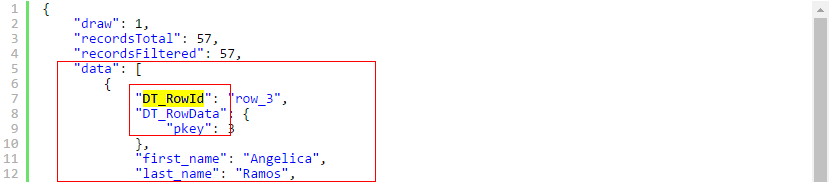 1 {
2 "draw": 1,
3 "recordsTotal": 57,
4 "recordsFiltered": 57,
5 "data": [
6 {
7 "DT_RowId": "row_3",
8 "DT_RowData": {
9 "pkey": 3
10 },
11 "first_name": "Angelica",
12 "last_name": "Ramos",